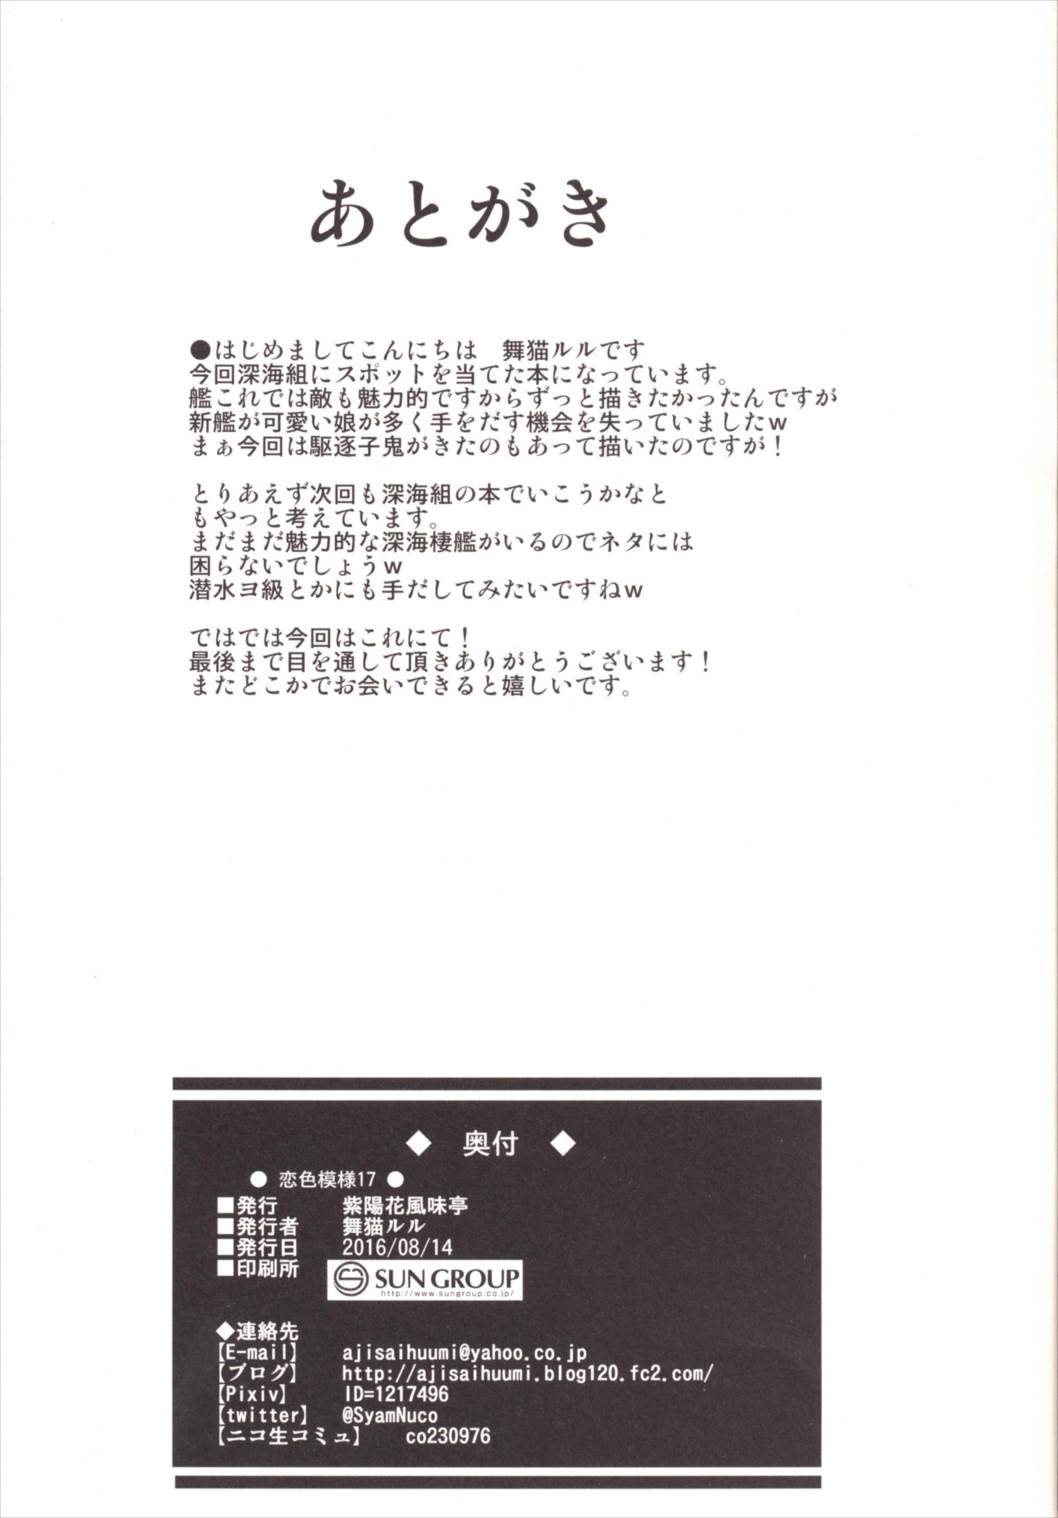 あとがき
●はじめましてこんにちは　舞猫ルルです
今回深海組にスポットを当てた本になっています。
艦これでは敵も魅力的ですからずっと描きたかったんですが
新艦が可愛い娘が多く手をだす機会を失っていましたw
まぁ今回は駆逐子鬼がきたのもあって描いたのですが！
とりあえず次回も深海組の本でいこうかなと
もやっと考えています。
まだまだ魅力的な深海棲艦がいるのでネタには
困らないでしょうw
潜水ヨ級とかにも手だしてみたいですねw
ではでは今回はこれにて！
最後まで目を通して頂きありがとうございます！
またどこかでお会いできると嬉しいです。
◆　奥付　◆
● 恋色模様17 ●
■発行　　紫陽花風味亭
■発行者　舞猫ルル
■発行日　2016/08/14
■印刷所　SUN GROUP
http://www.sungroup.co.jp/
◆連絡先
【E-mail】　ajisaihuumi@yahoo.co.jp
【ブログ】　http://ajisaihuumi.blog120.fc2.com/
【Pixiv】　ID=1217496
【twitter】　@SyamNuco
【ニコ生コミュ】　co230976